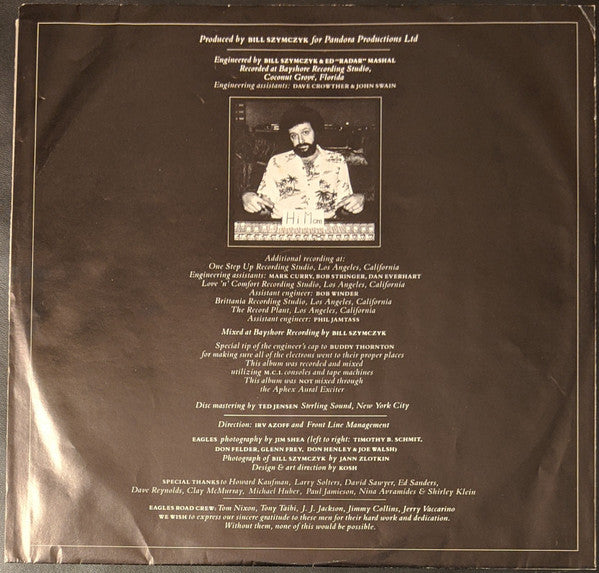 Produced by BILL SZYMCZYK for Pandora Productions Ltd
Engineered by BILL SZYMCZYK & ED "RADAR" MASHAL
Recorded at Bayshore Recording Studio,
Coconut Grove, Florida
Engineering assistants: DAVE CROWTHER & JOHN SWAIN
Hi Mom
Additional recording at:
One Step Up Recording Studio, Los Angeles, California
Engineering assistants: MARK CURRY, BOB STRINGER, DAN EVERHART
Love 'n' Comfort Recording Studio, Los Angeles, California
Assistant engineer: BOB WINDER
Brittania Recording Studio, Los Angeles, California
The Record Plant, Los Angeles, California
Assistant engineer: PHIL JAMTASS
Mixed at Bayshore Recording by BILL SZYMCZYK
Special tip of the engineer's cap to BUDDY THORNTON
for making sure all of the electrons went to their proper places
This album was recorded and mixed
utilizing M.C.I. consoles and tape machines
This album was NOT mixed through
the Aphex Aural Exciter
Disc mastering by TED JENSEN Sterling Sound, New York City
Direction: IRV AZOFF and Front Line Management
EAGLES photography by JIM SHEA (left to right: TIMOTHY B. SCHMIT,
DON FELDER, GLENN FREY, DON HENLEY & JOE WALSH)
Photograph of BILL SZYMCZYK by JANN ZLOTKIN
Design & art direction by KOSH
SPECIAL THANKS to Howard Kaufman, Larry Solters, David Sawyer, Ed Sanders,
Dave Reynolds, Clay McMurray, Michael Huber, Paul Jamieson, Nina Avramides & Shirley Klein
EAGLES ROAD CREW: Tom Nixon, Tony Taibi, J. J. Jackson, Jimmy Collins, Jerry Vaccarino
WE WISH to express our sincere gratitude to these men for their hard work and dedication.
Without them, none of this would be possible.